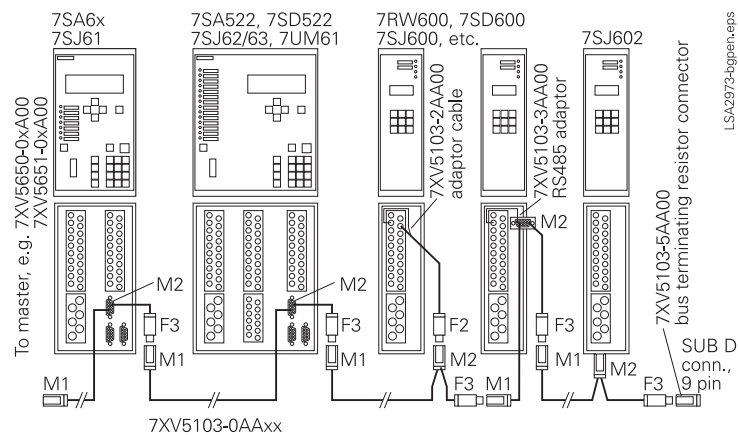 7SA6x
7SJ61
7SA522, 7SD522
7SJ62/63, 7UM61
7RW600, 7SD600
7SJ600, etc.
7SJ602
LSA2973-bgpen.eps
To master, e.g. 7XV5650-0xA00
7XV5651-0xA00
7XV5103-2AA00
adaptor cable
7XV5103-3AA00
RS485 adaptor
7XV5103-5AA00
bus terminating resistor connector
M2
M2
M2
F3
F3
F2
F3
M1
M1
M2
M1
M2
SUB D
conn.,
9 pin
M1
F3
M1
F3
7XV5103-0AAxx